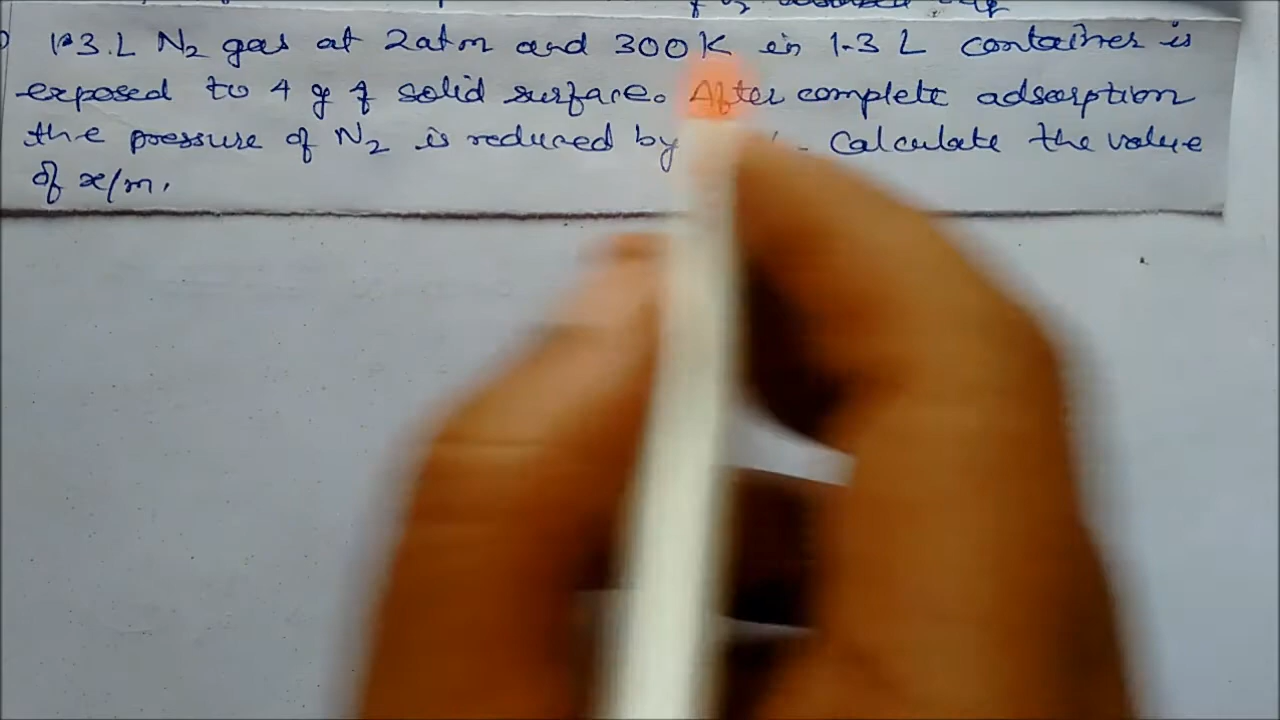 1.3.L N2 gas at 2atm and 300K in 1.3 L container is
exposed to 4 g of solid surface. After complete adsorption
the pressure of N2 is reduced by Calculate the value
of x/m.